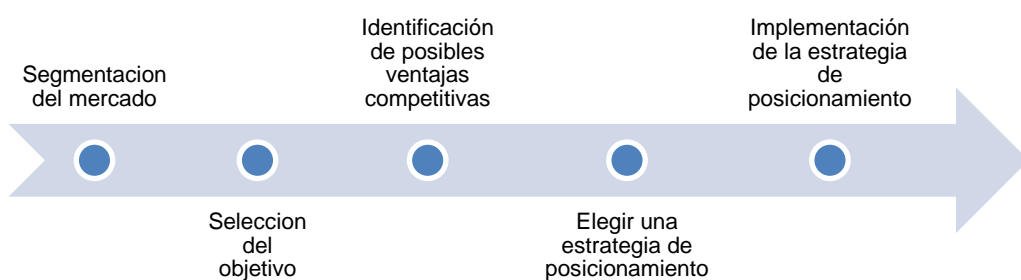 Segmentacion
del mercado
Seleccion
del
objetivo
Identificación
de posibles
ventajas
competitivas
Elegir una
estrategia de
posicionamiento
Implementación
de la estrategia
de
posicionamiento